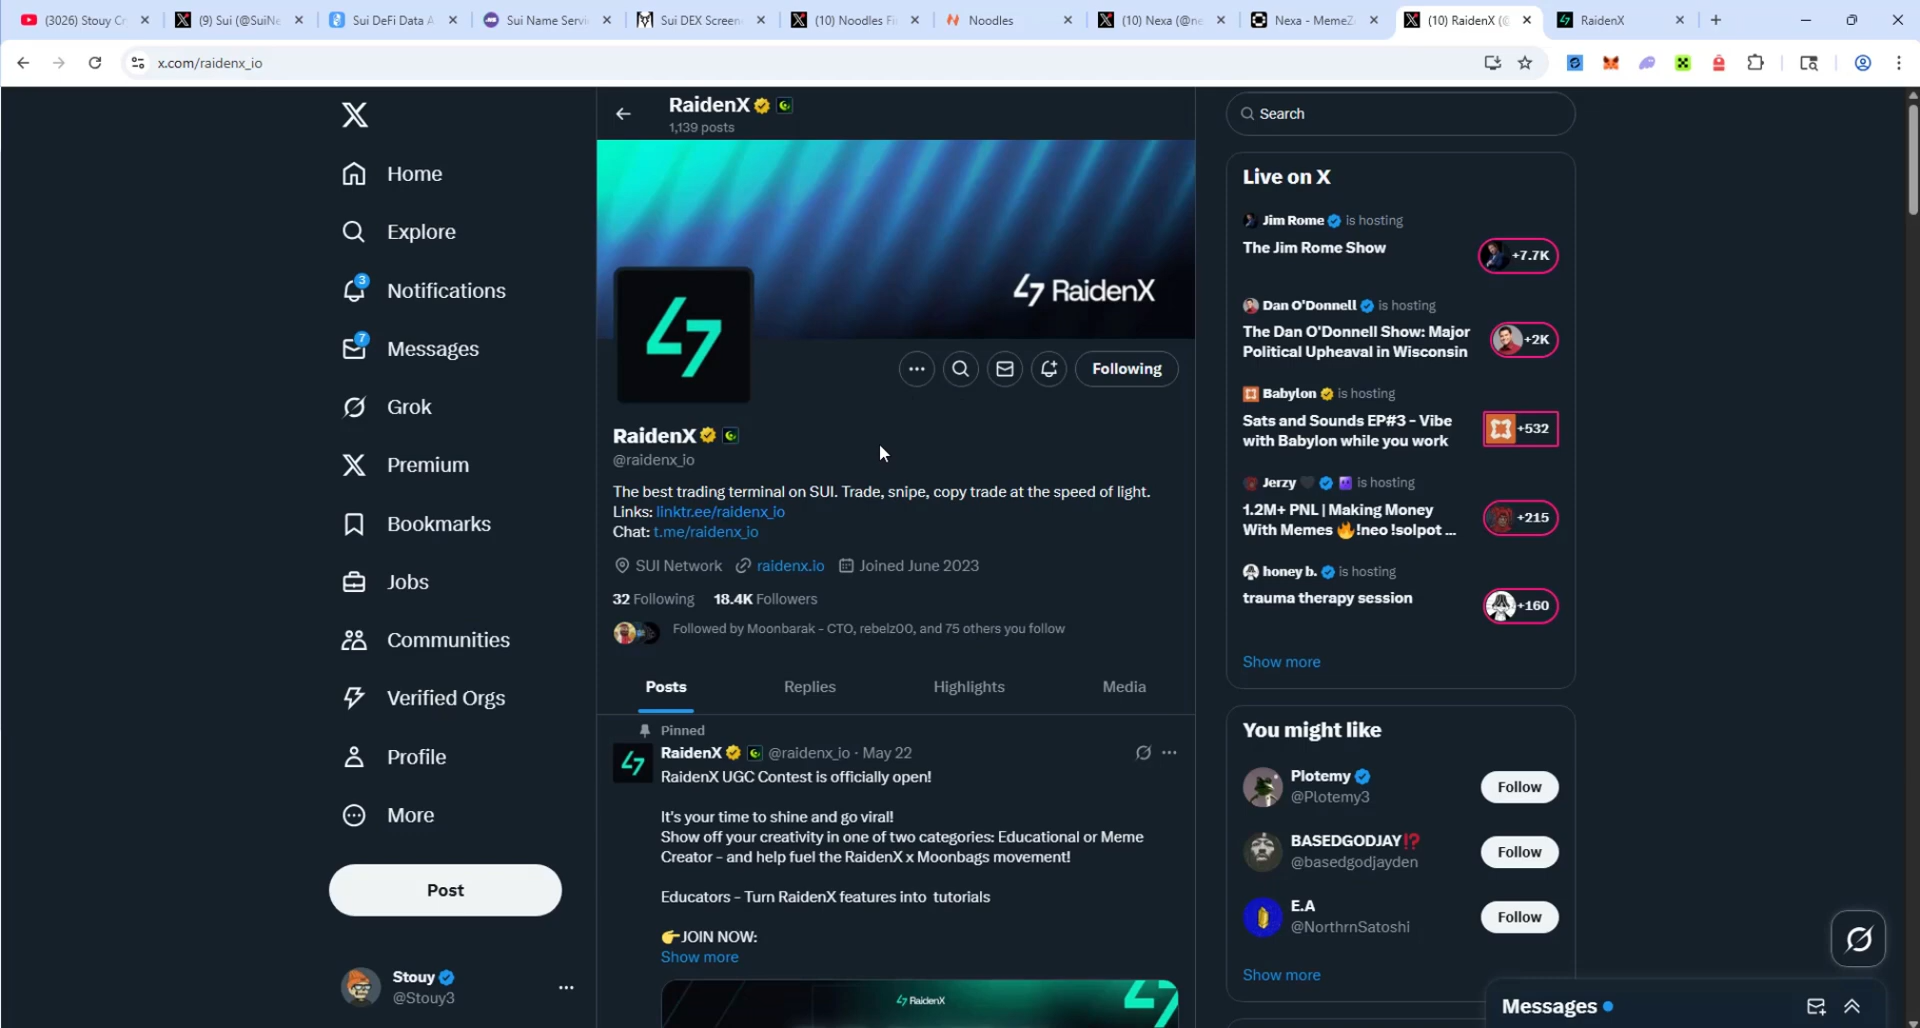 (3026) Stouy C
(9) Sui (@SuiN
Sui DeFi Data A
Sui Name Servi
Sui DEX Screen
(10) Noodles Fi
Noodles
(10) Nexa (@ne
Nexa - MemeZ
(10) RaidenX (@
RaidenX
x.com/raidenx_io
Home
Explore
3
Notifications
7
Messages
Grok
Premium
Bookmarks
Jobs
Communities
Verified Orgs
Profile
More
Post
Stouy
@Stouy3
RaidenX
1,139 posts
RaidenX
Following
RaidenX
@raidenx_io
The best trading terminal on SUI. Trade, snipe, copy trade at the speed of light.
Links: linktr.ee/raidenx_io
Chat: t.me/raidenx_io
SUI Network raidenx.io Joined June 2023
32 Following 18.4K Followers
Followed by Moonbarak - CTO, rebelz00, and 75 others you follow
Posts Replies Highlights Media
Pinned
RaidenX @raidenx_io · May 22
RaidenX UGC Contest is officially open!
It's your time to shine and go viral!
Show off your creativity in one of two categories: Educational or Meme
Creator - and help fuel the RaidenX x Moonbags movement!
Educators - Turn RaidenX features into tutorials
👉JOIN NOW:
Show more
RaidenX
Search
Live on X
Jim Rome is hosting
The Jim Rome Show
+7.7K
Dan O'Donnell is hosting
The Dan O'Donnell Show: Major
Political Upheaval in Wisconsin
+2K
Babylon is hosting
Sats and Sounds EP#3 - Vibe
with Babylon while you work
+532
Jerzy 🖤 is hosting
1.2M+ PNL | Making Money
With Memes 🔥!neo !solpot ...
+215
honey b. is hosting
trauma therapy session
+160
Show more
You might like
Plotemy
@Plotemy3
Follow
BASEDGODJAY⁉️
@basedgodjayden
Follow
E.A
@NorthrnSatoshi
Follow
Show more
Messages